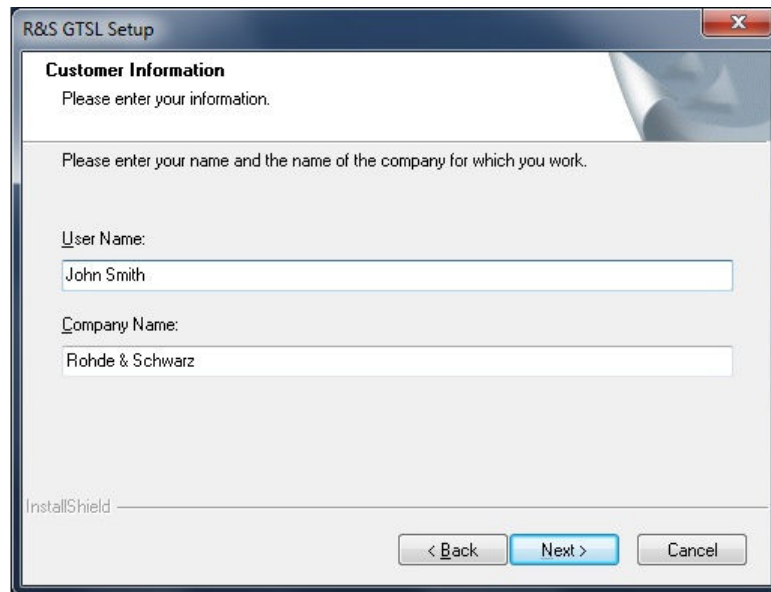 R&S GTSL Setup
Customer Information
Please enter your information.
Please enter your name and the name of the company for which you work.
User Name:
John Smith
Company Name:
Rohde & Schwarz
InstallShield
< Back Next > Cancel